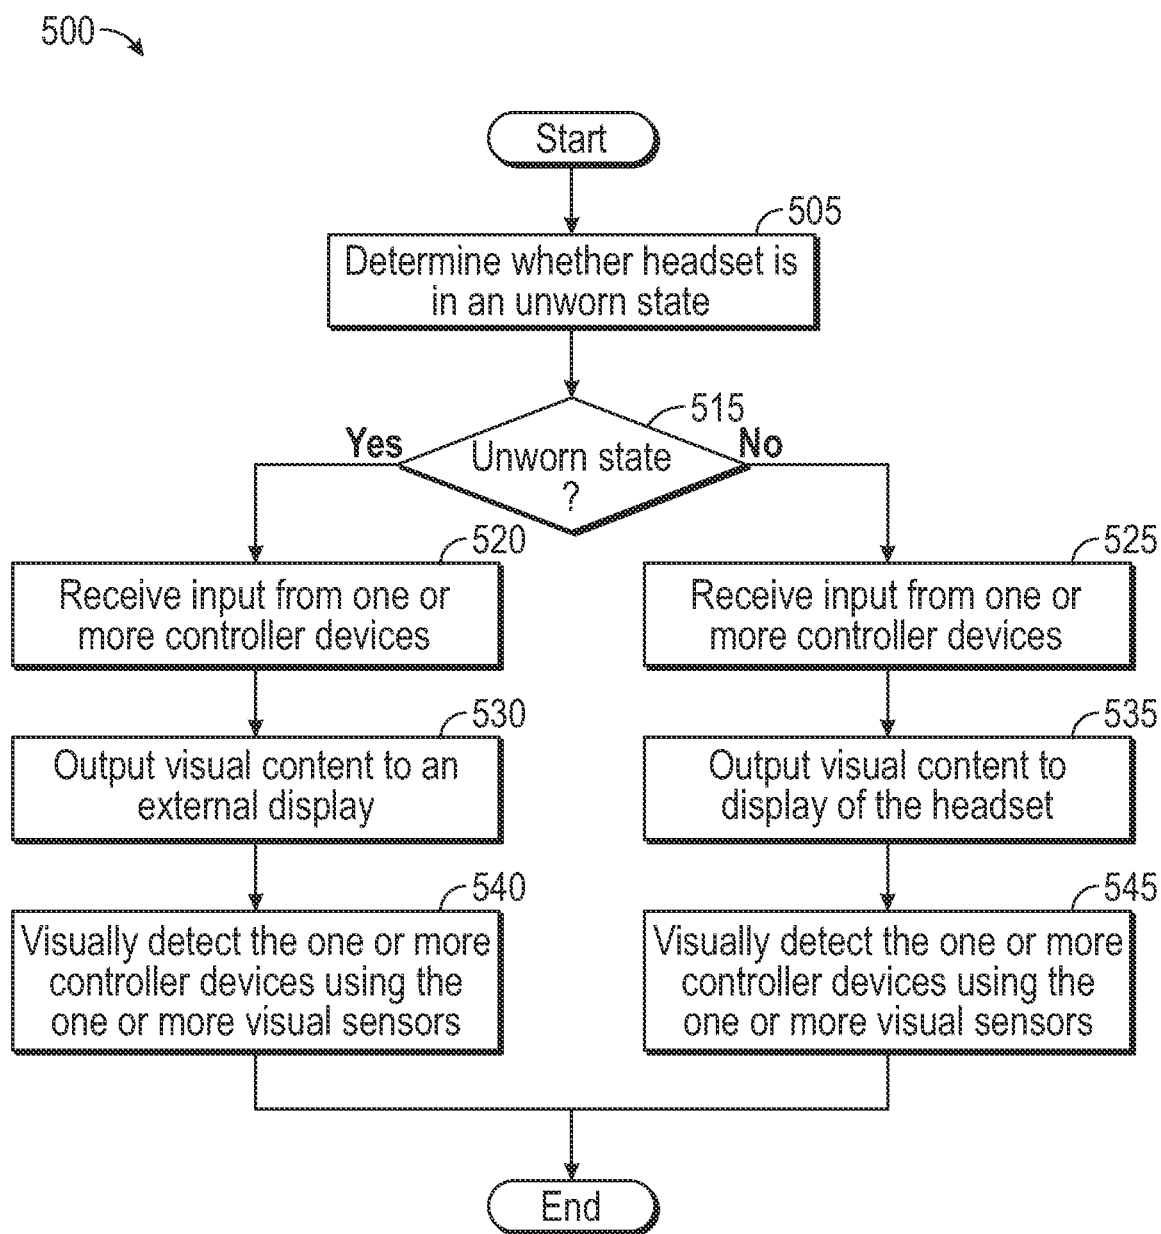 500
Start
505
Determine whether headset is
in an unworn state
515
Yes
No
Unworn state
?
520
Receive input from one or
more controller devices
525
Receive input from one or
more controller devices
530
Output visual content to an
external display
535
Output visual content to
display of the headset
540
Visually detect the one or more
controller devices using the
one or more visual sensors
545
Visually detect the one or more
controller devices using the
one or more visual sensors
End